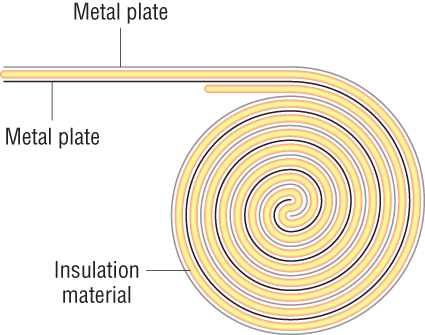 Metal plate
Metal plate
Insulation
material